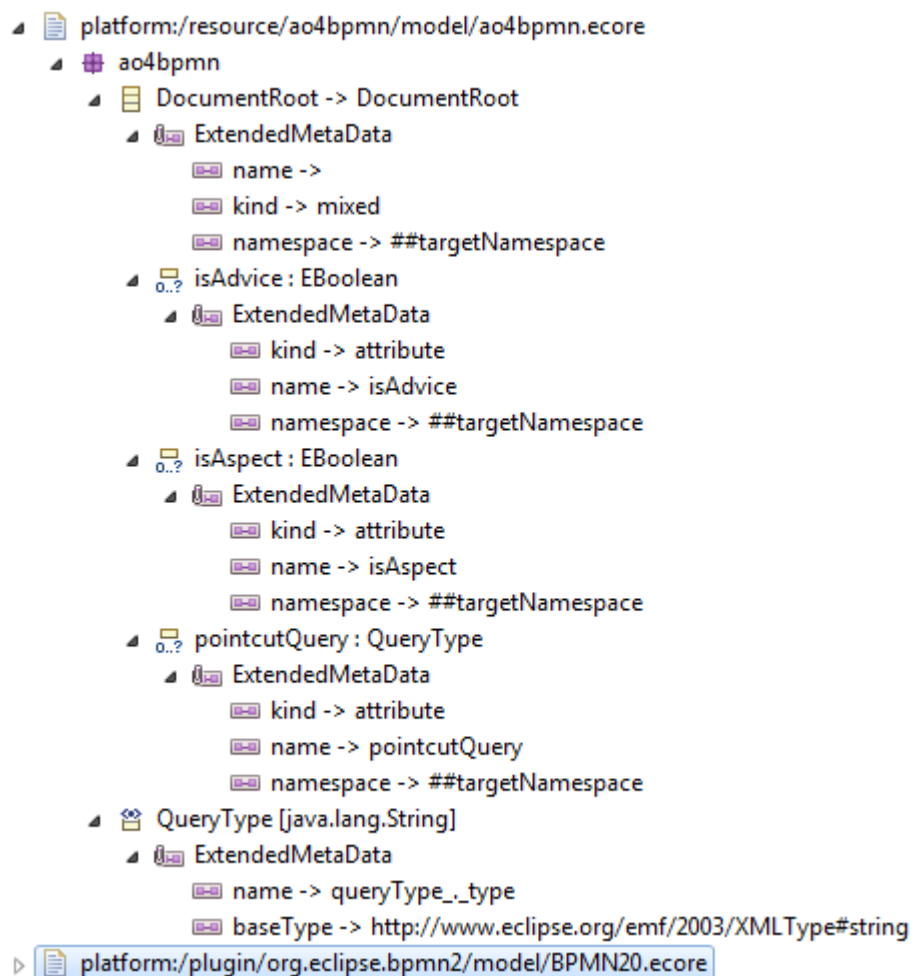 platform:/resource/ao4bpmn/model/ao4bpmn.ecore
ao4bpmn
DocumentRoot -> DocumentRoot
ExtendedMetaData
name ->
kind -> mixed
namespace -> ##targetNamespace
0..? isAdvice : EBoolean
ExtendedMetaData
kind -> attribute
name -> isAdvice
namespace -> ##targetNamespace
0..? isAspect : EBoolean
ExtendedMetaData
kind -> attribute
name -> isAspect
namespace -> ##targetNamespace
0..? pointcutQuery : QueryType
ExtendedMetaData
kind -> attribute
name -> pointcutQuery
namespace -> ##targetNamespace
QueryType [java.lang.String]
ExtendedMetaData
name -> queryType_._type
baseType -> http://www.eclipse.org/emf/2003/XMLType#string
platform:/plugin/org.eclipse.bpmn2/model/BPMN20.ecore